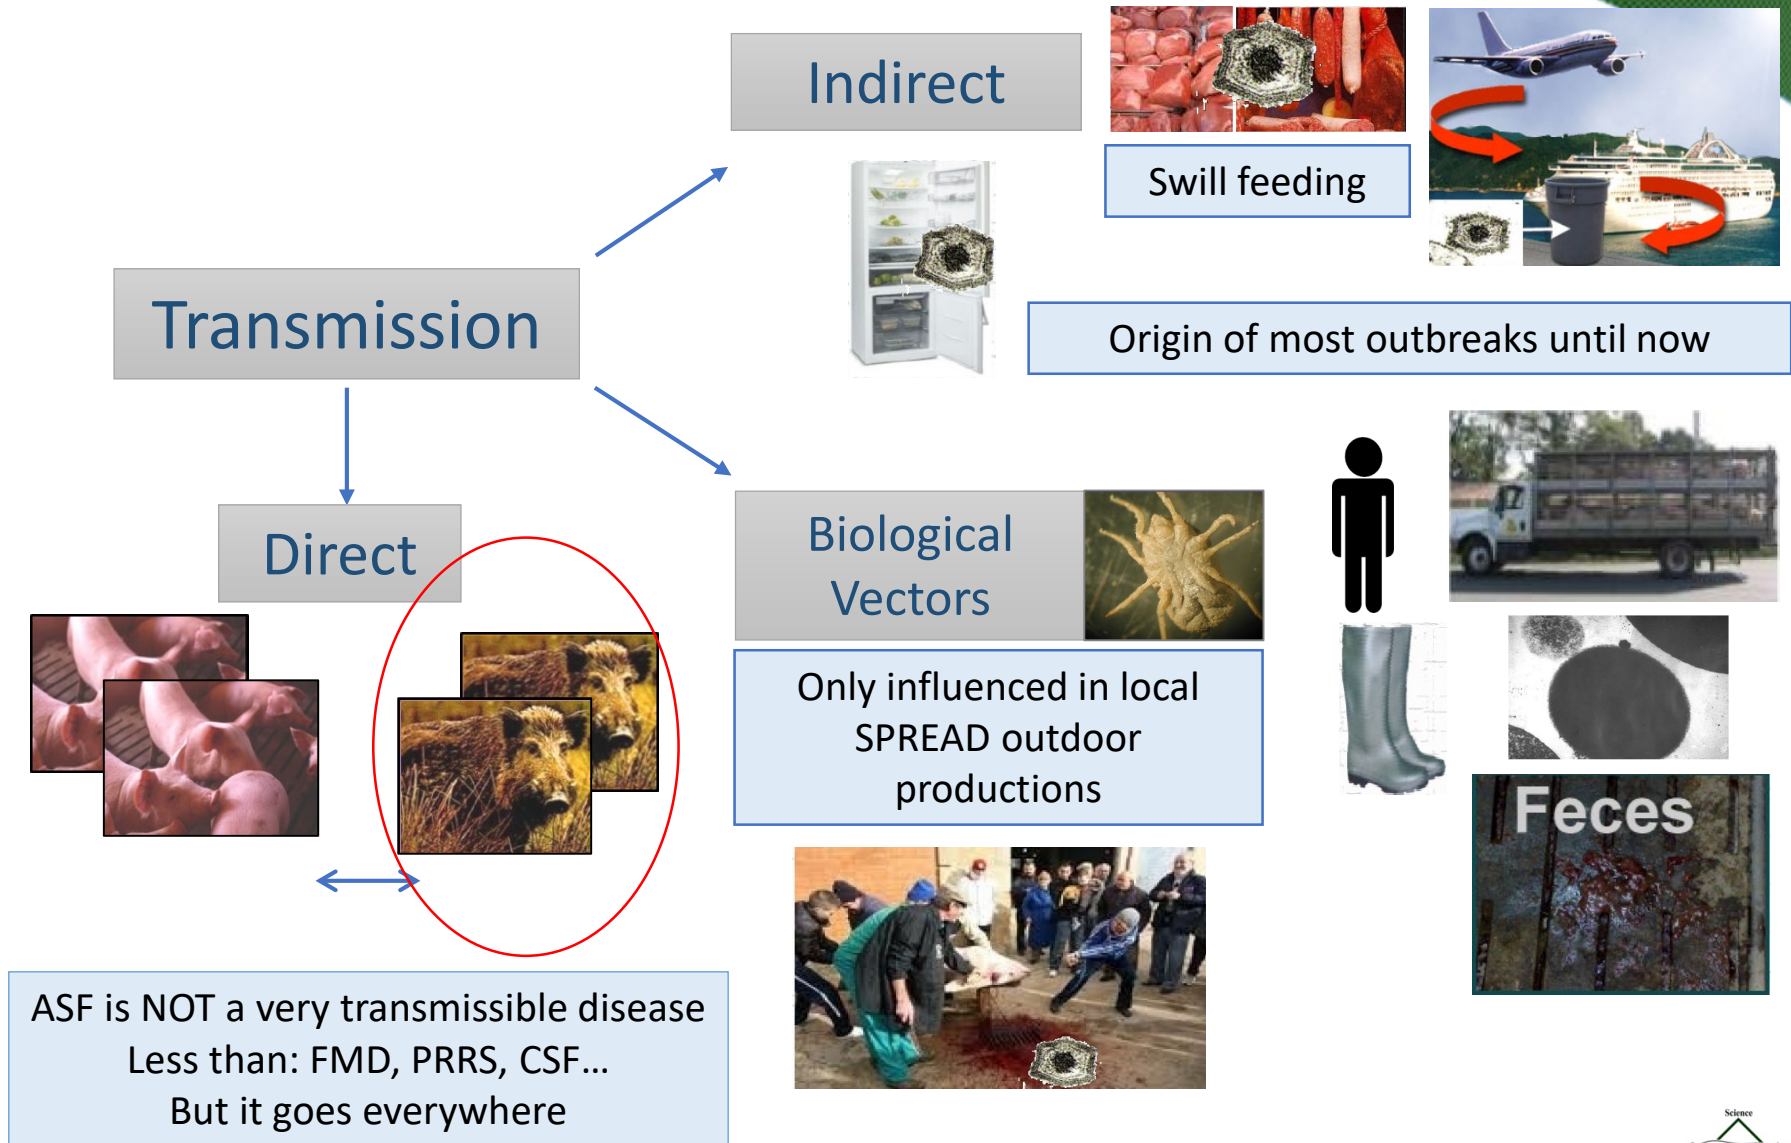 Indirect
Swill feeding
Transmission
Origin of most outbreaks until now
Direct
Biological
Vectors
Only influenced in local
SPREAD outdoor
productions
Feces
ASF is NOT a very transmissible disease
Less than: FMD, PRRS, CSF...
But it goes everywhere
Science